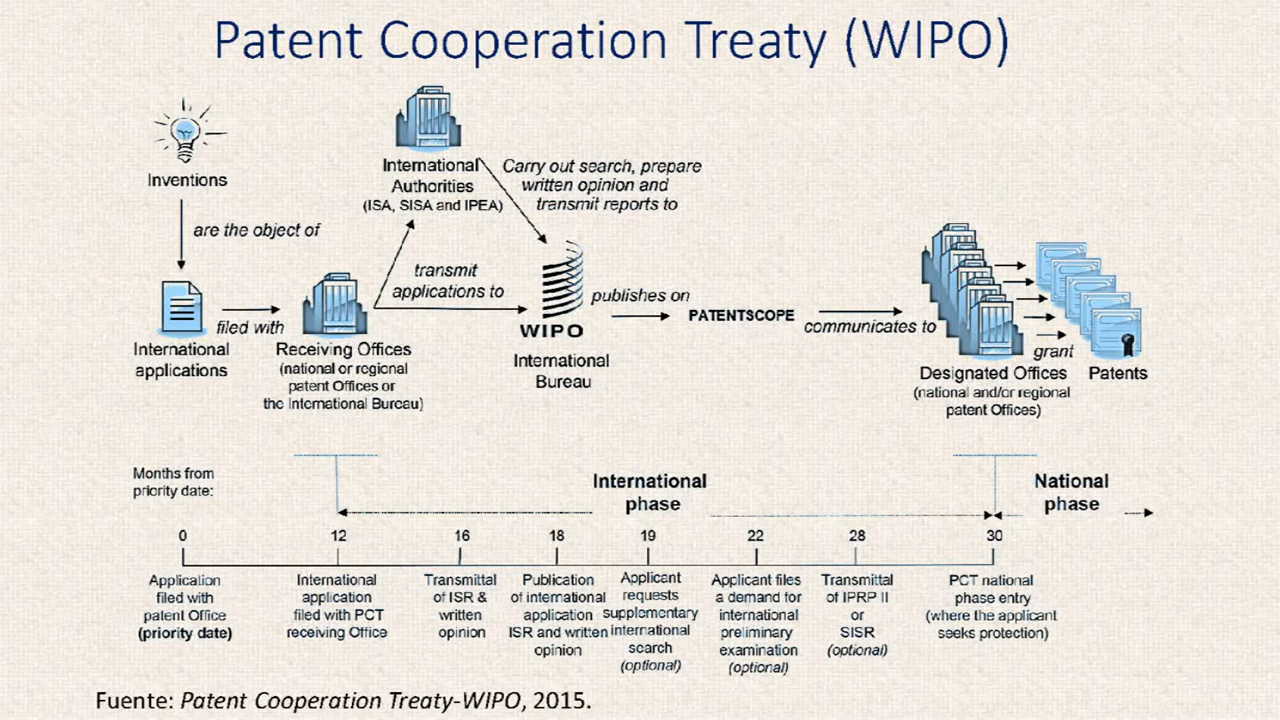 Patent Cooperation Treaty (WIPO)
Inventions
are the object of
International
applications
filed with
Receiving Offices
(national or regional
patent Offices or
the International Bureau)
International
Authorities
(ISA, SISA and IPEA)
Carry out search, prepare
written opinion and
transmit reports to
transmit
applications to
WIPO
International
Bureau
publishes on
PATENTSCOPE
communicates to
Designated Offices
(national and/or regional
patent Offices)
grant
Patents
Months from
priority date:
International
phase
National
phase
0
12
16
18
19
22
28
30
Application
filed with
patent Office
(priority date)
International
application
filed with PCT
receiving Office
Transmittal
of ISR &
written
opinion
Publication
of international
application
ISR and written
opinion
Applicant
requests
supplementary
international
search
(optional)
Applicant files
a demand for
international
preliminary
examination
(optional)
Transmittal
of IPRP II
or
SISR
(optional)
PCT national
phase entry
(where the applicant
seeks protection)
Fuente: Patent Cooperation Treaty-WIPO, 2015.